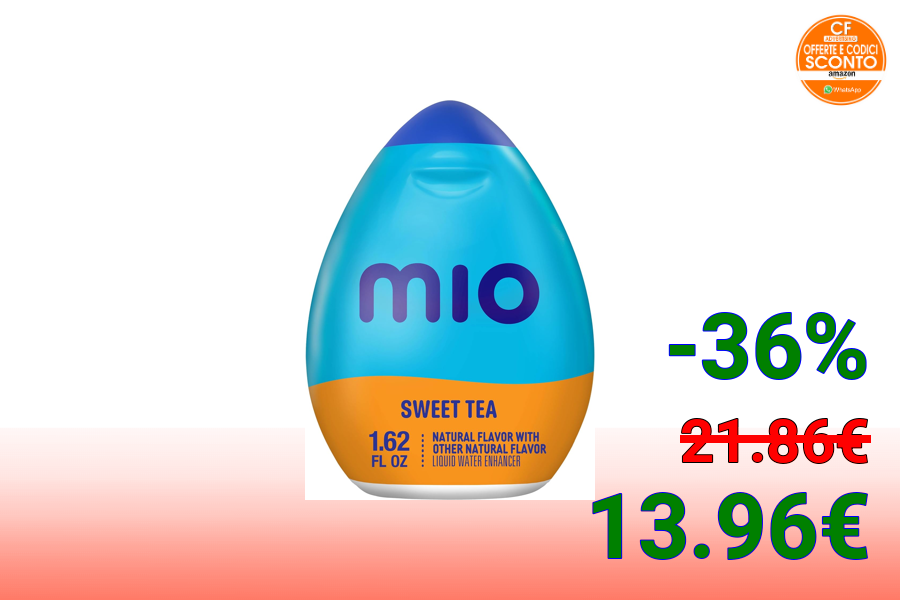 CF
ADVERTISING
OFFERTE E CODICI
SCONTO
amazon
WhatsApp
mio
SWEET TEA
1.62
FL OZ
NATURAL FLAVOR WITH
OTHER NATURAL FLAVOR
LIQUID WATER ENHANCER
-36%
21.86€
13.96€